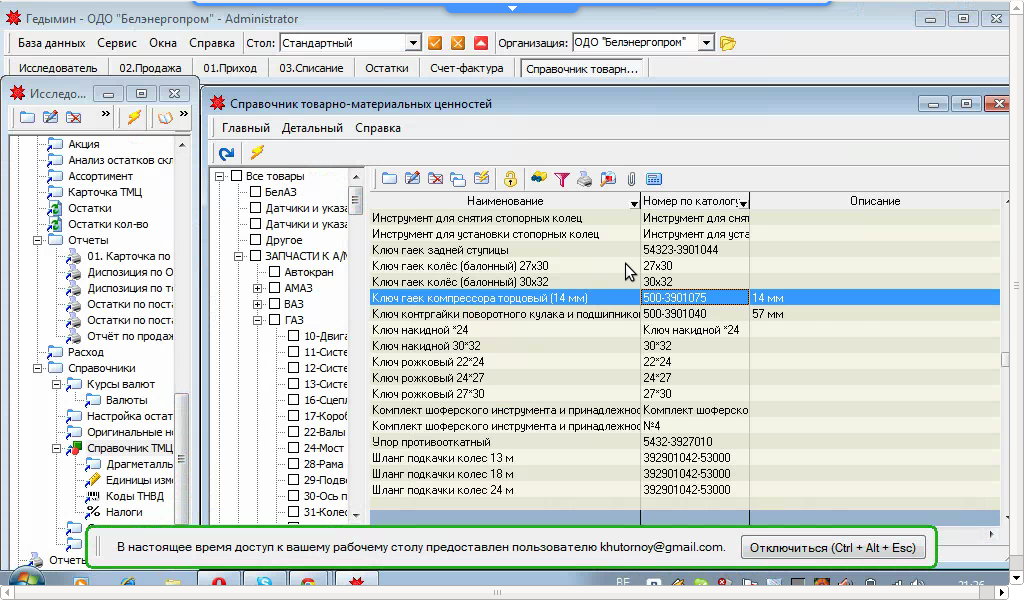 Гедымин - ОДО "Белэнергопром" - Administrator
База данных Сервис Окна Справка Стол: Стандартный Организация: ОДО "Белэнергопром"
Исследователь 02.Продажа 01.Приход 03.Списание Остатки Счет-фактура Справочник товарн...
Исследо...
Акция
Анализ остатков скл
Ассортимент
Карточка ТМЦ
Остатки
Остатки кол-во
Отчеты
01. Карточка по
Диспозиция по О
Диспозиция по т
Остатки по пост
Остатки по пост
Отчёт по прода
Расход
Справочники
Курсы валют
Валюты
Настройка остат
Оригинальные н
Справочник ТМЦ
Драгметалль
Единицы изме
Коды ТНВД
Налоги
Отчеты
Справочник товарно-материальных ценностей
Главный Детальный Справка
Все товары
БелАЗ
Датчики и указа
Датчики и указа
Другое
ЗАПЧАСТИ К А/М
Автокран
АМАЗ
ВАЗ
ГАЗ
10-Двига
11-Систе
12-Систе
13-Систе
16-Сцепл
17-Короб
22-Валы
24-Мост
28-Рама
29-Подве
30-Ось п
31-Колес
Наименование Номер по катологу Описание
Инструмент для снятия стопорных колец Инструмент для снят
Инструмент для установки стопорных колец Инструмент для уста
Ключ гаек задней ступицы 54323-3901044
Ключ гаек колёс (балонный) 27х30 27х30
Ключ гаек колёс (балонный) 30х32 30х32
Ключ гаек компрессора торцовый (14 мм) 500-3901075 14 мм
Ключ контргайки поворотного кулака и подшипнико 500-3901040 57 мм
Ключ накидной *24 Ключ накидной *24
Ключ накидной 30*32 30*32
Ключ рожковый 22*24 22*24
Ключ рожковый 24*27 24*27
Ключ рожковый 27*30 27*30
Комплект шоферского инструмента и принадлежнос Комплект шоферско
Комплект шоферского инструмента и принадлежнос №4
Упор противооткатный 5432-3927010
Шланг подкачки колес 13 м 392901042-53000
Шланг подкачки колес 18 м 392901042-53000
Шланг подкачки колес 24 м 392901042-53000
В настоящее время доступ к вашему рабочему столу предоставлен пользователю khutornoy@gmail.com. Отключиться (Ctrl + Alt + Esc)